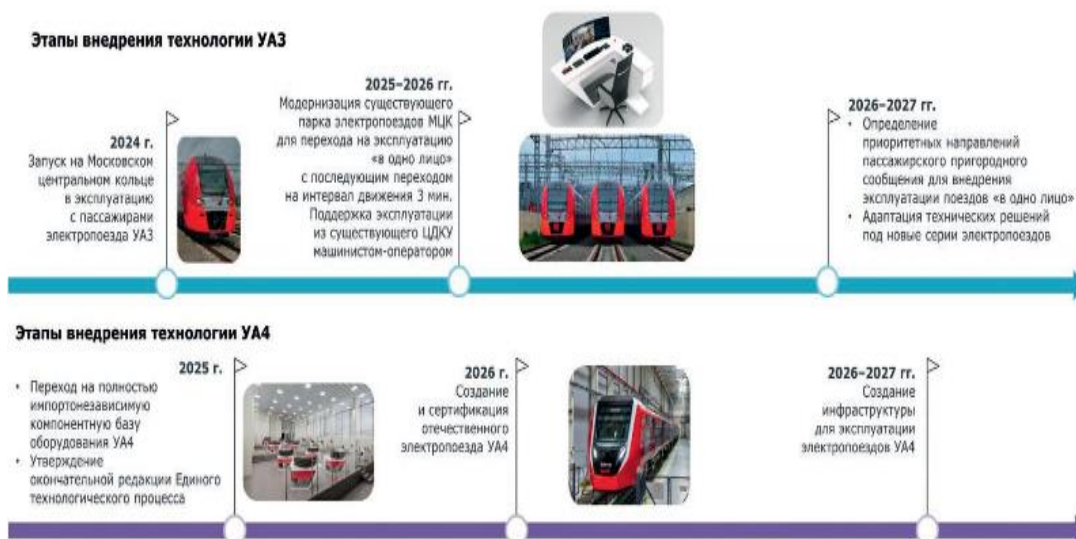 Этапы внедрения технологии УА3
2024 г.
Запуск на Московском
центральном кольце
в эксплуатацию
с пассажирами
электропоезда УА3
2025–2026 гг.
Модернизация существующего
парка электропоездов МЦК
для перехода на эксплуатацию
«в одно лицо»
с последующим переходом
на интервал движения 3 мин.
Поддержка эксплуатации
из существующего ЦДКУ
машинистом-оператором
2026–2027 гг.
• Определение
приоритетных направлений
пассажирского пригородного
сообщения для внедрения
эксплуатации поездов «в одно лицо»
• Адаптация технических решений
под новые серии электропоездов
Этапы внедрения технологии УА4
2025 г.
• Переход на полностью
импортонезависимую
компонентную базу
оборудования УА4
• Утверждение
окончательной редакции Единого
технологического процесса
2026 г.
Создание
и сертификация
отечественного
электропоезда УА4
2026–2027 гг.
Создание
инфраструктуры
для эксплуатации
электропоездов УА4